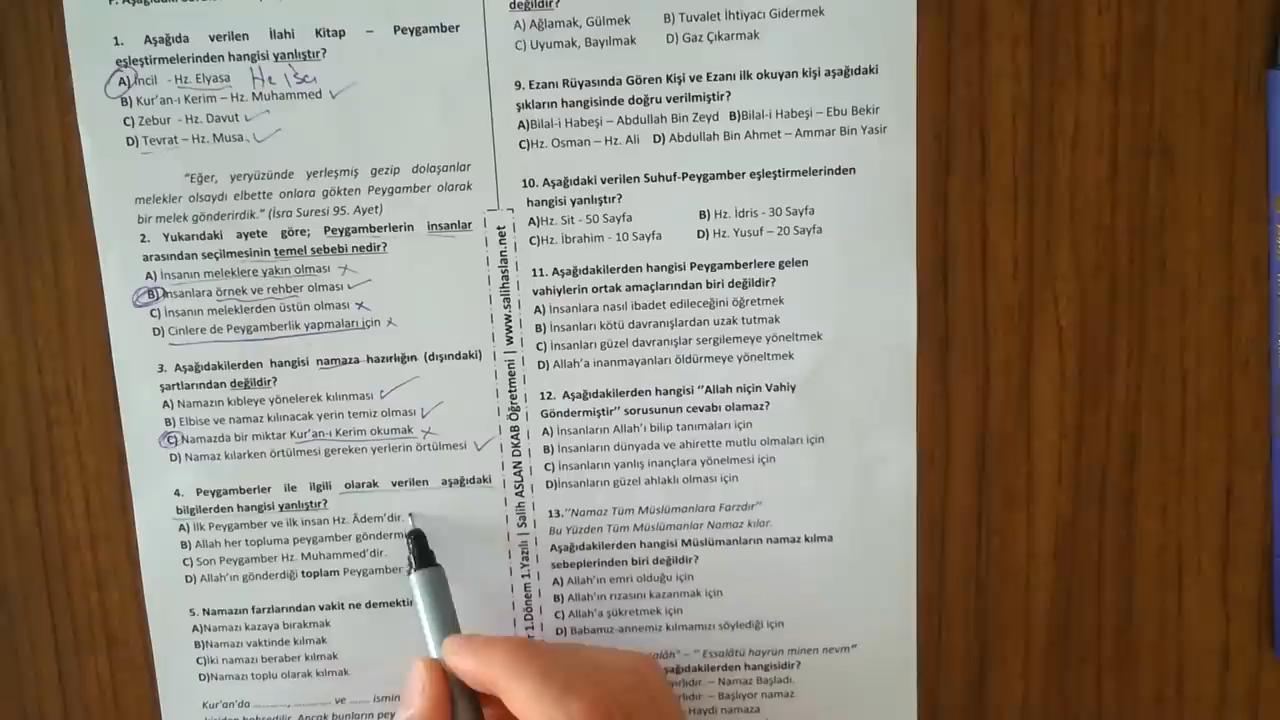 1. Aşağıda verilen İlahi Kitap – Peygamber
eşleştirmelerinden hangisi yanlıştır?
A) İncil - Hz. Elyasa
B) Kur'an-ı Kerim – Hz. Muhammed
C) Zebur - Hz. Davut
D) Tevrat – Hz. Musa
"Eğer, yeryüzünde yerleşmiş gezip dolaşanlar
melekler olsaydı elbette onlara gökten Peygamber olarak
bir melek gönderirdik." (İsra Suresi 95. Ayet)
2. Yukarıdaki ayete göre; Peygamberlerin insanlar
arasından seçilmesinin temel sebebi nedir?
A) İnsanın meleklere yakın olması
B) İnsanlara örnek ve rehber olması
C) İnsanın meleklerden üstün olması
D) Cinlere de Peygamberlik yapmaları için
3. Aşağıdakilerden hangisi namaza hazırlığın (dışındaki)
şartlarından değildir?
A) Namazın kıbleye yönelerek kılınması
B) Elbise ve namaz kılınacak yerin temiz olması
C) Namazda bir miktar Kur'an-ı Kerim okumak
D) Namaz kılarken örtülmesi gereken yerlerin örtülmesi
4. Peygamberler ile ilgili olarak verilen aşağıdaki
bilgilerden hangisi yanlıştır?
A) İlk Peygamber ve ilk insan Hz. Âdem'dir.
B) Allah her topluma peygamber gönderm
C) Son Peygamber Hz. Muhammed'dir.
D) Allah'ın gönderdiği toplam Peygamber
5. Namazın farzlarından vakit ne demektir
A)Namazı kazaya bırakmak
B)Namazı vaktinde kılmak
C)İki namazı beraber kılmak
D)Namazı toplu olarak kılmak
Kur'an'da ........, ........... ve ...... ismin
Ancak bunların pey
Salih ASLAN DKAB Öğretmeni | www.salihaslan.net
1.Dönem 1.Yazılı |
değildir?
A) Ağlamak, Gülmek B) Tuvalet İhtiyacı Gidermek
C) Uyumak, Bayılmak D) Gaz Çıkarmak
9. Ezanı Rüyasında Gören Kişi ve Ezanı ilk okuyan kişi aşağıdaki
şıkların hangisinde doğru verilmiştir?
A)Bilal-i Habeşi – Abdullah Bin Zeyd B)Bilal-i Habeşi – Ebu Bekir
C)Hz. Osman – Hz. Ali D) Abdullah Bin Ahmet – Ammar Bin Yasir
10. Aşağıdaki verilen Suhuf-Peygamber eşleştirmelerinden
hangisi yanlıştır?
A)Hz. Sit - 50 Sayfa B) Hz. İdris - 30 Sayfa
C)Hz. İbrahim - 10 Sayfa D) Hz. Yusuf – 20 Sayfa
11. Aşağıdakilerden hangisi Peygamberlere gelen
vahiylerin ortak amaçlarından biri değildir?
A) İnsanlara nasıl ibadet edileceğini öğretmek
B) İnsanları kötü davranışlardan uzak tutmak
C) İnsanları güzel davranışlar sergilemeye yöneltmek
D) Allah'a inanmayanları öldürmeye yöneltmek
12. Aşağıdakilerden hangisi "Allah niçin Vahiy
Göndermiştir" sorusunun cevabı olamaz?
A) İnsanların Allah'ı bilip tanımaları için
B) İnsanların dünyada ve ahirette mutlu olmaları için
C) İnsanların yanlış inançlara yönelmesi için
D)İnsanların güzel ahlaklı olması için
13."Namaz Tüm Müslümanlara Farzdır"
Bu Yüzden Tüm Müslümanlar Namaz kılar.
Aşağıdakilerden hangisi Müslümanların namaz kılma
sebeplerinden biri değildir?
A) Allah'ın emri olduğu için
B) Allah'ın rızasını kazanmak için
C) Allah'a şükretmek için
D) Babamız-annemiz kılmamızı söylediği için
" – " Essalâtü hayrün minen nevm"
şağıdakilerden hangisidir?
– Namaz Başladı.
– Başlıyor namaz
Haydi namaza